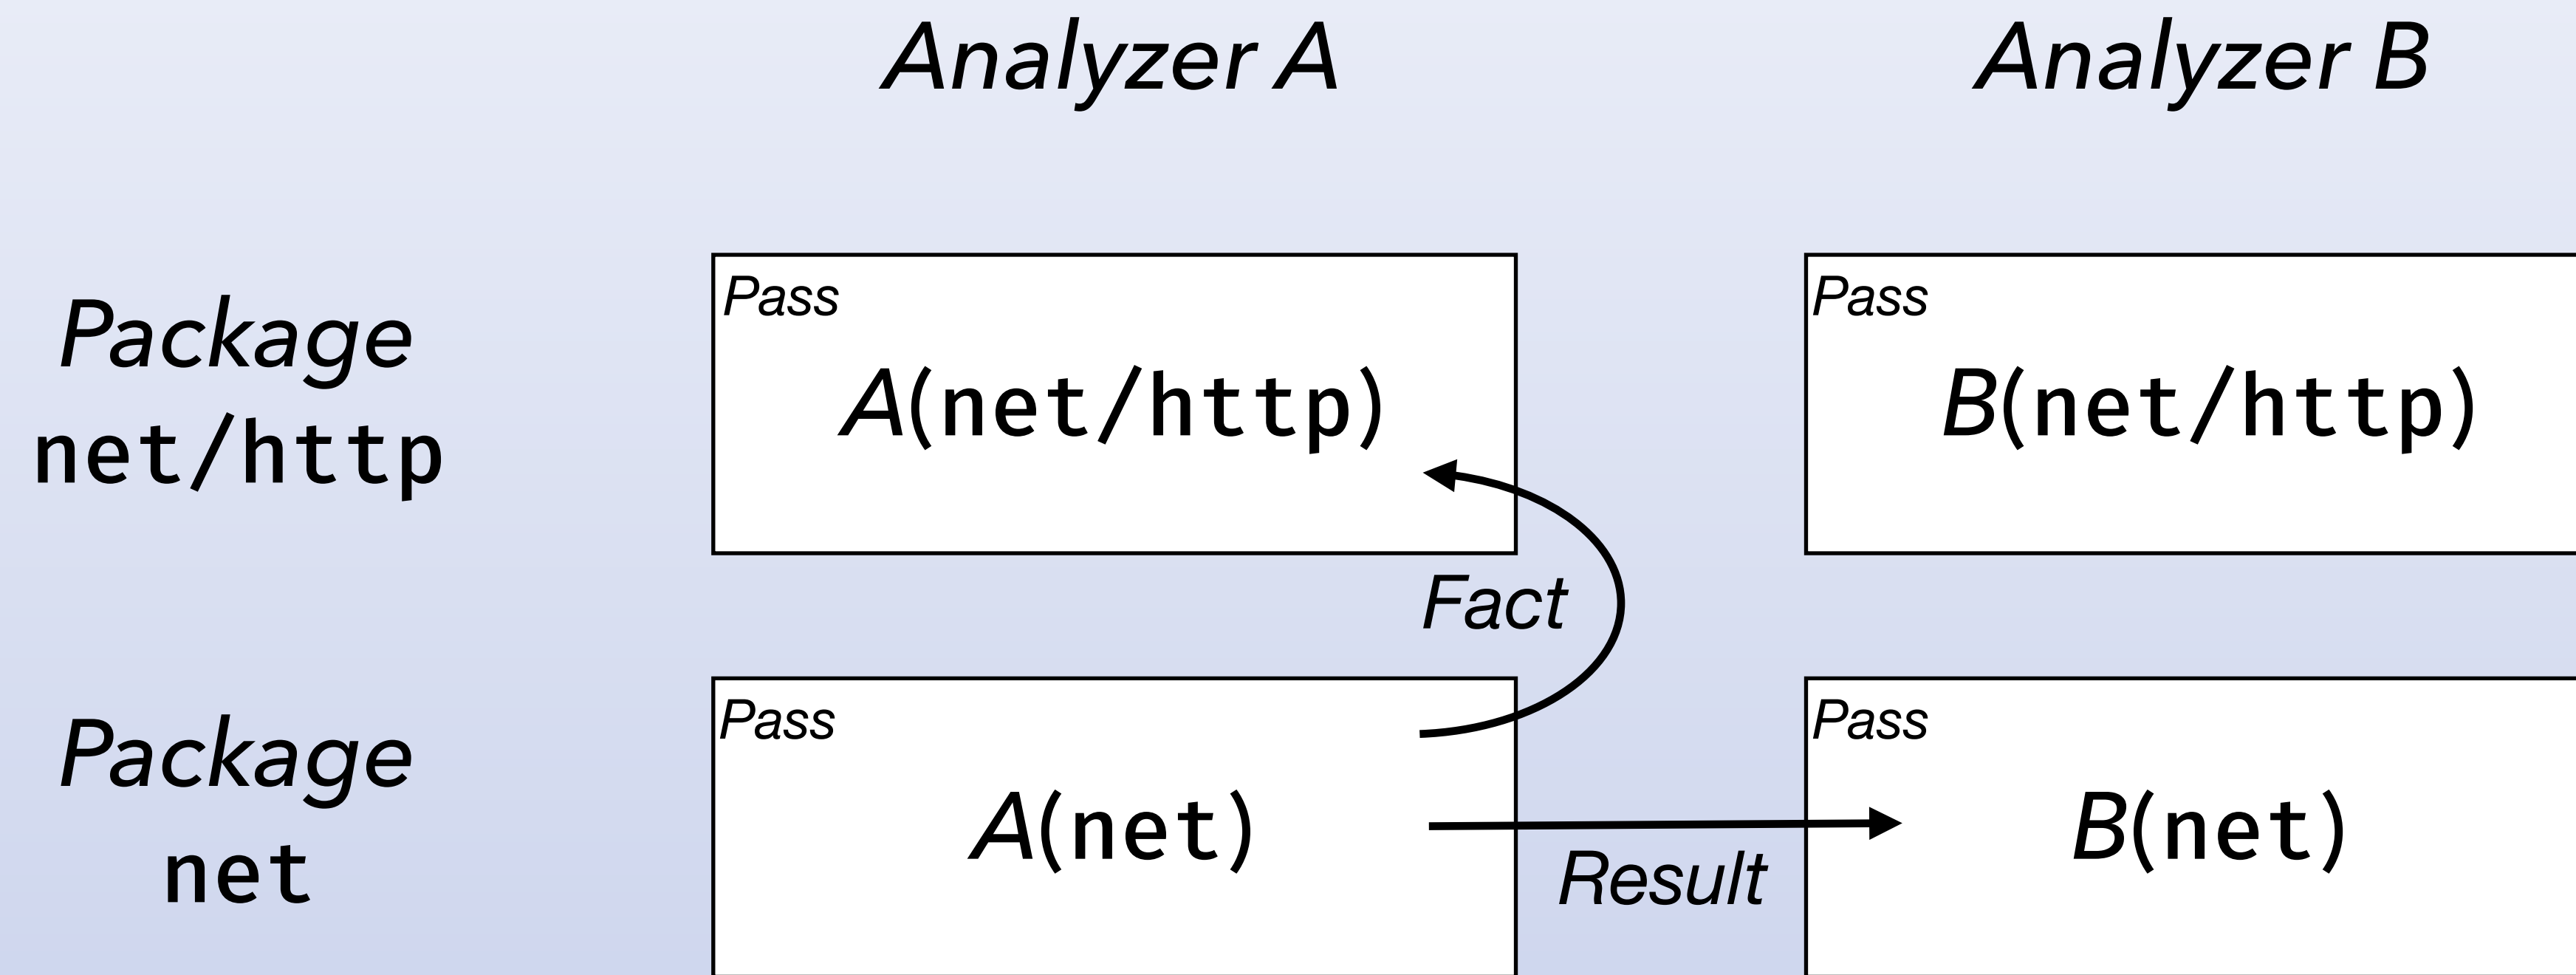 Analyzer A
Analyzer B
Package
net/http
Pass
A(net/http)
Pass
B(net/http)
Fact
Package
net
Pass
A(net)
Result
Pass
B(net)